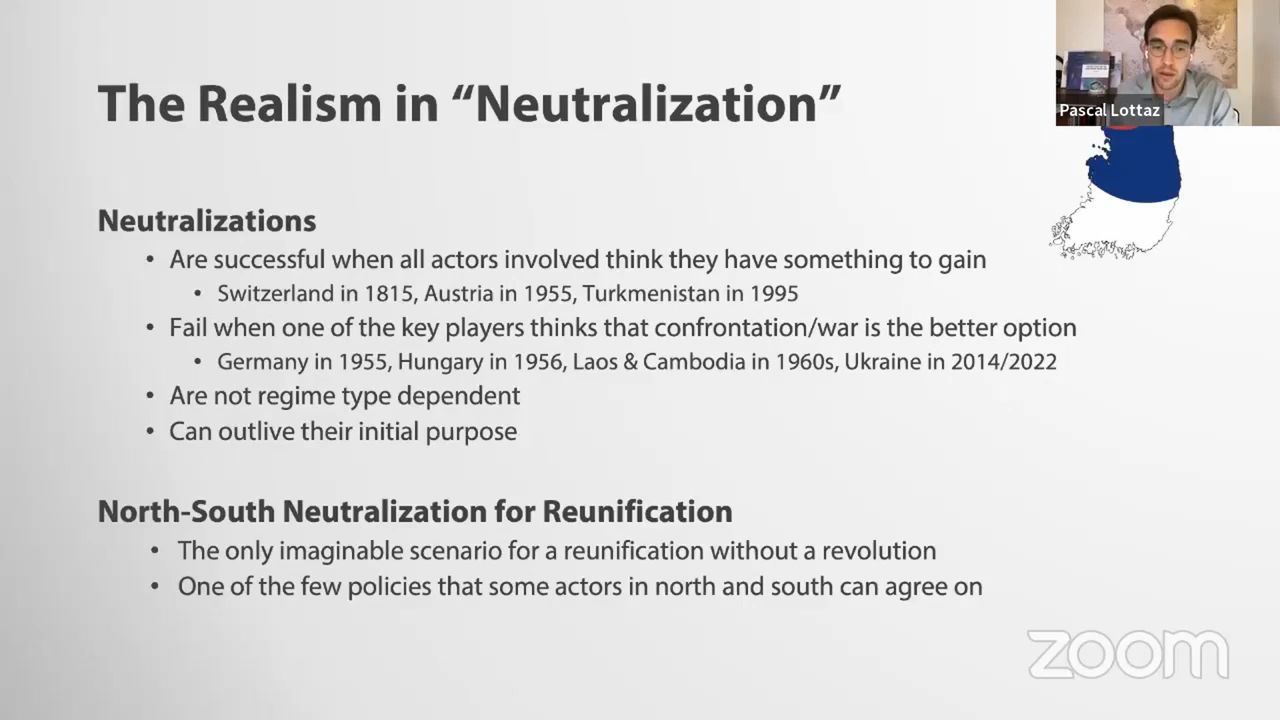 The Realism in “Neutralization”
Pascal Lottaz
Neutralizations
• Are successful when all actors involved think they have something to gain
• Switzerland in 1815, Austria in 1955, Turkmenistan in 1995
• Fail when one of the key players thinks that confrontation/war is the better option
• Germany in 1955, Hungary in 1956, Laos & Cambodia in 1960s, Ukraine in 2014/2022
• Are not regime type dependent
• Can outlive their initial purpose
North-South Neutralization for Reunification
• The only imaginable scenario for a reunification without a revolution
• One of the few policies that some actors in north and south can agree on
zoom